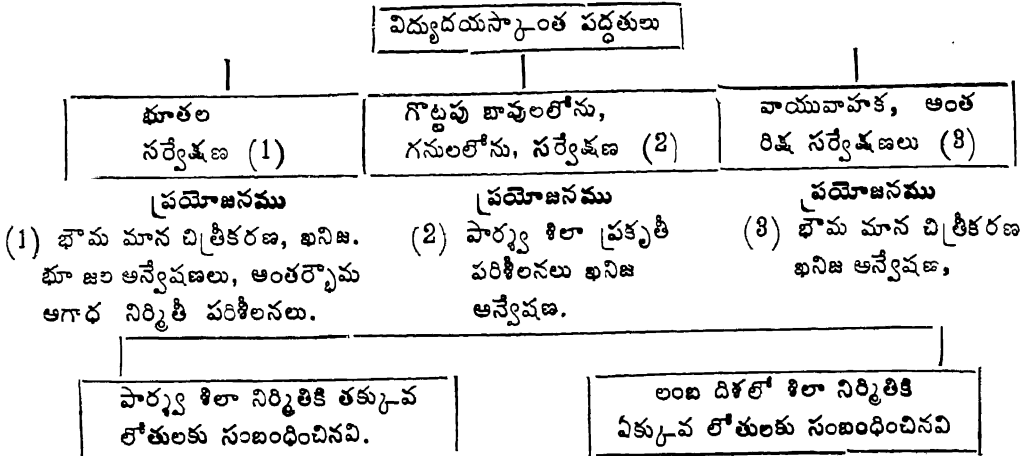 విద్యుదయస్కాంత పద్ధతులు
భూతల
సర్వేక్షణ (1)
గొట్టపు బావులలోను,
గనులలోను, సర్వేక్షణ (2)
వాయువాహక, ఆంత
రిక్ష సర్వేక్షణలు (3)
ప్రయోజనము
(1) భౌమ మాన చిత్రీకరణ, ఖనిజ.
భూ జల అన్వేషణలు, ఆంతర్భౌమ
ఆగాధ నిర్మితీ పరిశీలనలు.
ప్రయోజనము
(2) పార్శ్వ శిలా ప్రకృతీ
పరిశీలనలు ఖనిజ
అన్వేషణ.
ప్రయోజనము
(3) భౌమ మాన చిత్రీకరణ
ఖనిజ అన్వేషణ,
పార్శ్వ శిలా నిర్మితికి తక్కువ
లోతులకు సంబంధించినవి.
లంబ దిశలో శిలా నిర్మితికి
ఏక్కువ లోతులకు సంబంధించినవి